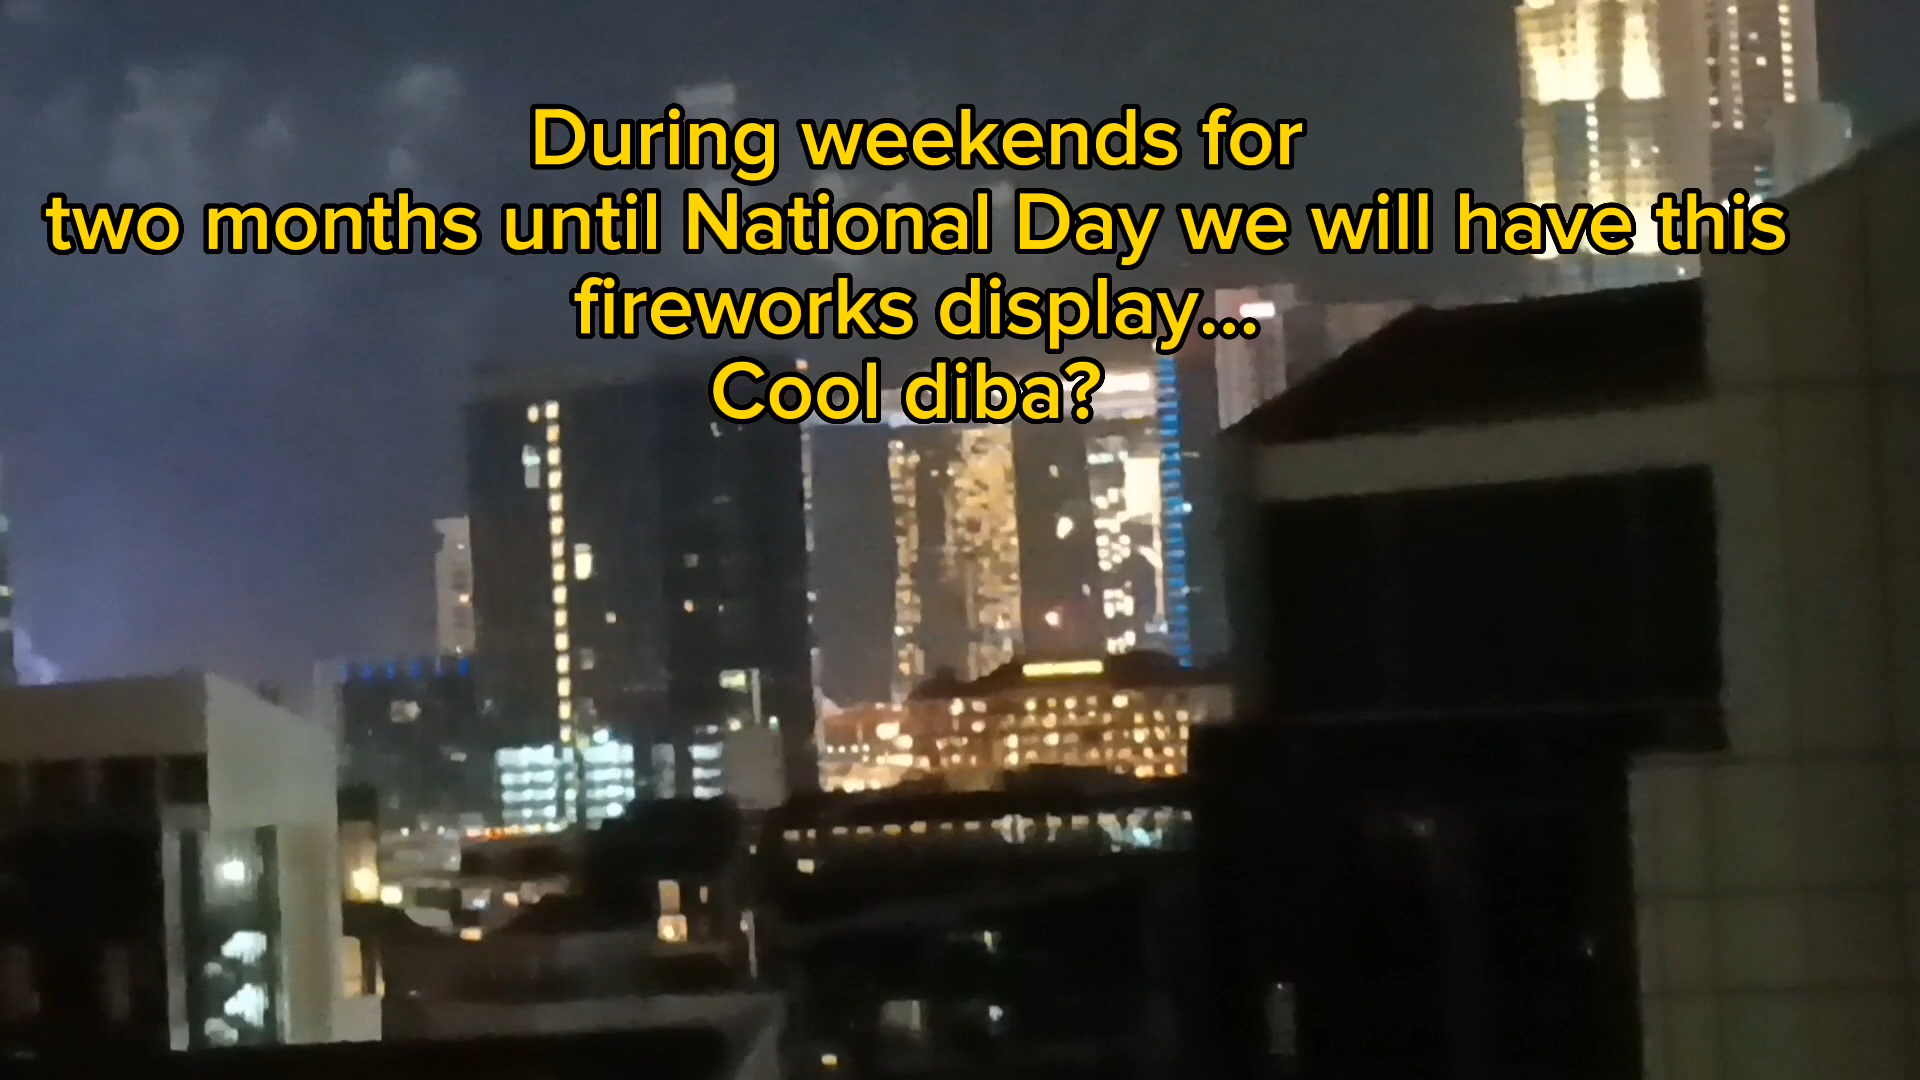 During weekends for
two months until National Day we will have this
fireworks display...
Cool diba?